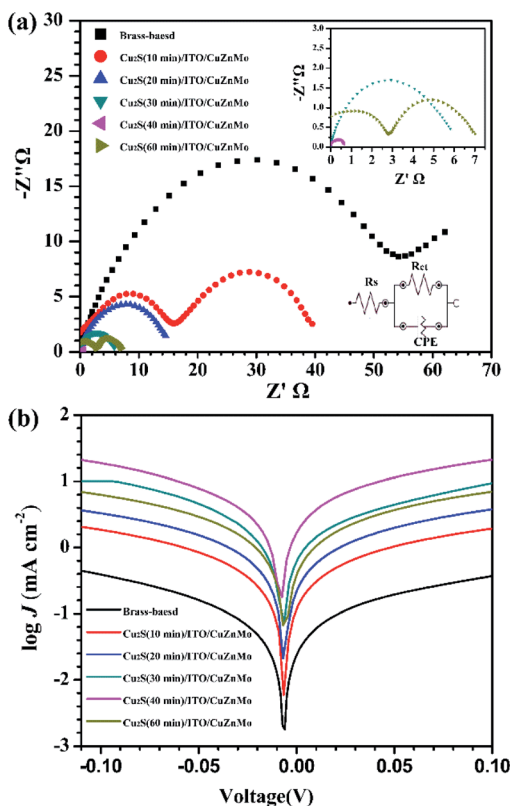 (a)
30
25
20
15
10
5
0
-Z"Ω
Brass-baesd
Cu₂S(10 min)/ITO/CuZnMo
Cu₂S(20 min)/ITO/CuZnMo
Cu₂S(30 min)/ITO/CuZnMo
Cu₂S(40 min)/ITO/CuZnMo
Cu₂S(60 min)/ITO/CuZnMo
3.0
2.5
2.0
1.5
1.0
0.5
0.0
-Z"Ω
0 1 2 3 4 5 6 7
Z' Ω
Rs
Rct
CPE
0 10 20 30 40 50 60 70
Z' Ω
(b)
2
1
0
-1
-2
-3
log J (mA cm⁻²)
Brass-baesd
Cu₂S(10 min)/ITO/CuZnMo
Cu₂S(20 min)/ITO/CuZnMo
Cu₂S(30 min)/ITO/CuZnMo
Cu₂S(40 min)/ITO/CuZnMo
Cu₂S(60 min)/ITO/CuZnMo
-0.10 -0.05 0.00 0.05 0.10
Voltage(V)